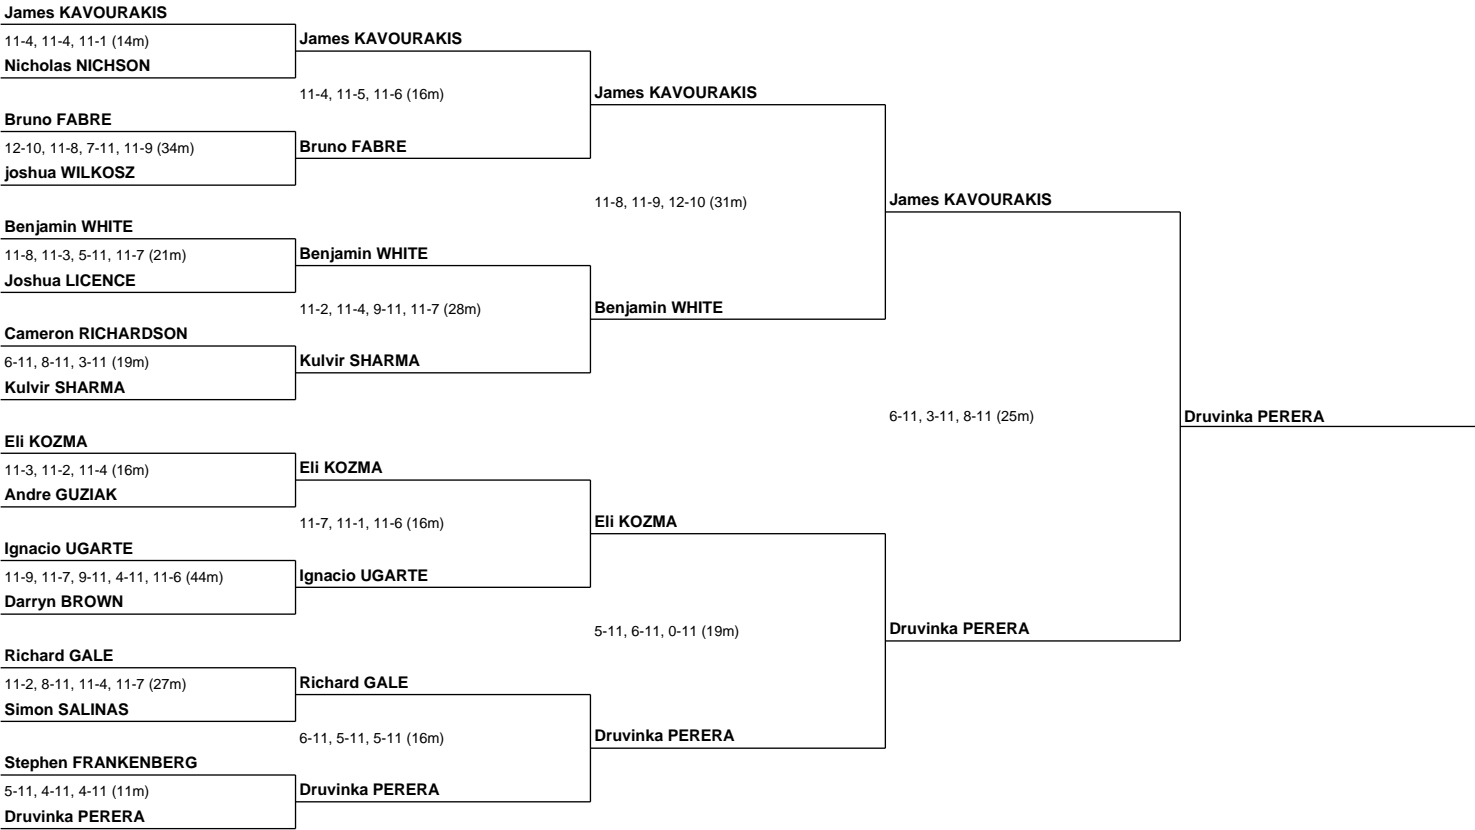 James KAVOURAKIS
11-4, 11-4, 11-1 (14m)
Nicholas NICHSON
Bruno FABRE
12-10, 11-8, 7-11, 11-9 (34m)
joshua WILKOSZ
Benjamin WHITE
11-8, 11-3, 5-11, 11-7 (21m)
Joshua LICENCE
Cameron RICHARDSON
6-11, 8-11, 3-11 (19m)
Kulvir SHARMA
Eli KOZMA
11-3, 11-2, 11-4 (16m)
Andre GUZIAK
Ignacio UGARTE
11-9, 11-7, 9-11, 4-11, 11-6 (44m)
Darryn BROWN
Richard GALE
11-2, 8-11, 11-4, 11-7 (27m)
Simon SALINAS
Stephen FRANKENBERG
5-11, 4-11, 4-11 (11m)
Druvinka PERERA
James KAVOURAKIS
11-4, 11-5, 11-6 (16m)
Bruno FABRE
Benjamin WHITE
11-2, 11-4, 9-11, 11-7 (28m)
Kulvir SHARMA
Eli KOZMA
11-7, 11-1, 11-6 (16m)
Ignacio UGARTE
Richard GALE
6-11, 5-11, 5-11 (16m)
Druvinka PERERA
James KAVOURAKIS
11-8, 11-9, 12-10 (31m)
Benjamin WHITE
Eli KOZMA
5-11, 6-11, 0-11 (19m)
Druvinka PERERA
James KAVOURAKIS
6-11, 3-11, 8-11 (25m)
Druvinka PERERA
Druvinka PERERA